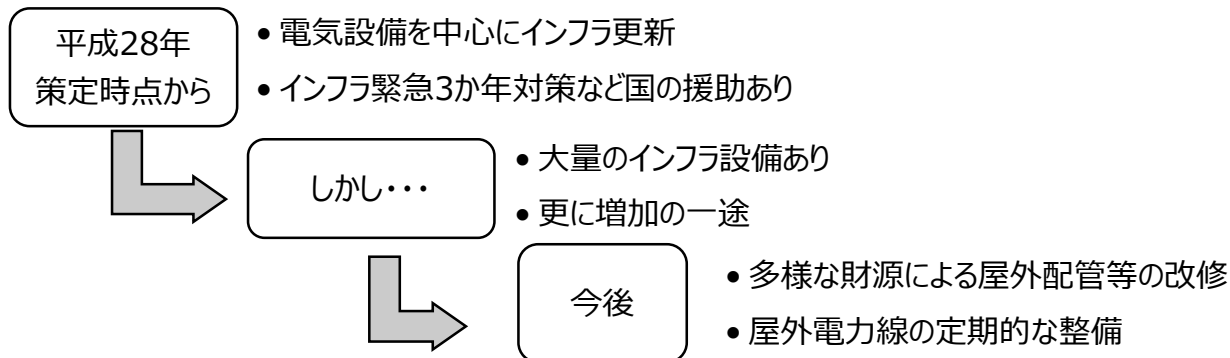 平成28年
策定時点から
• 電気設備を中心にインフラ更新
• インフラ緊急3か年対策など国の援助あり
しかし・・・
• 大量のインフラ設備あり
• 更に増加の一途
今後
• 多様な財源による屋外配管等の改修
• 屋外電力線の定期的な整備